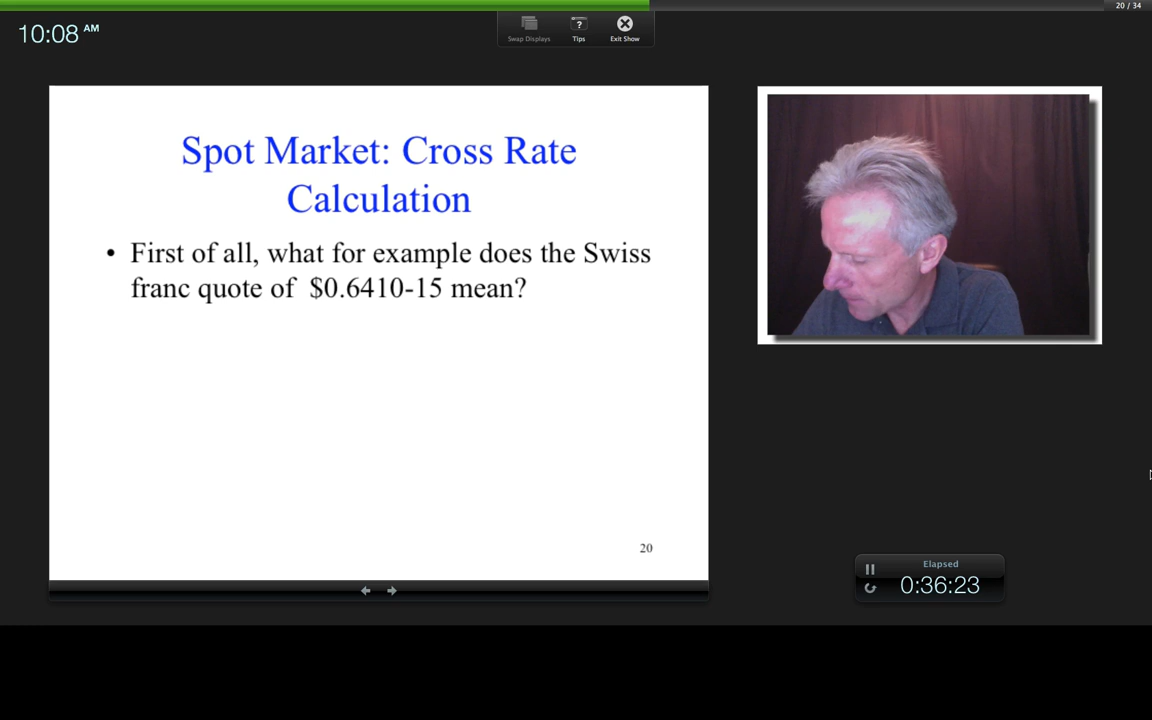 20 / 34
10:08 AM
Swap Displays
?
Tips
Exit Show
Spot Market: Cross Rate
Calculation
• First of all, what for example does the Swiss
franc quote of $0.6410-15 mean?
20
Elapsed
0:36:23